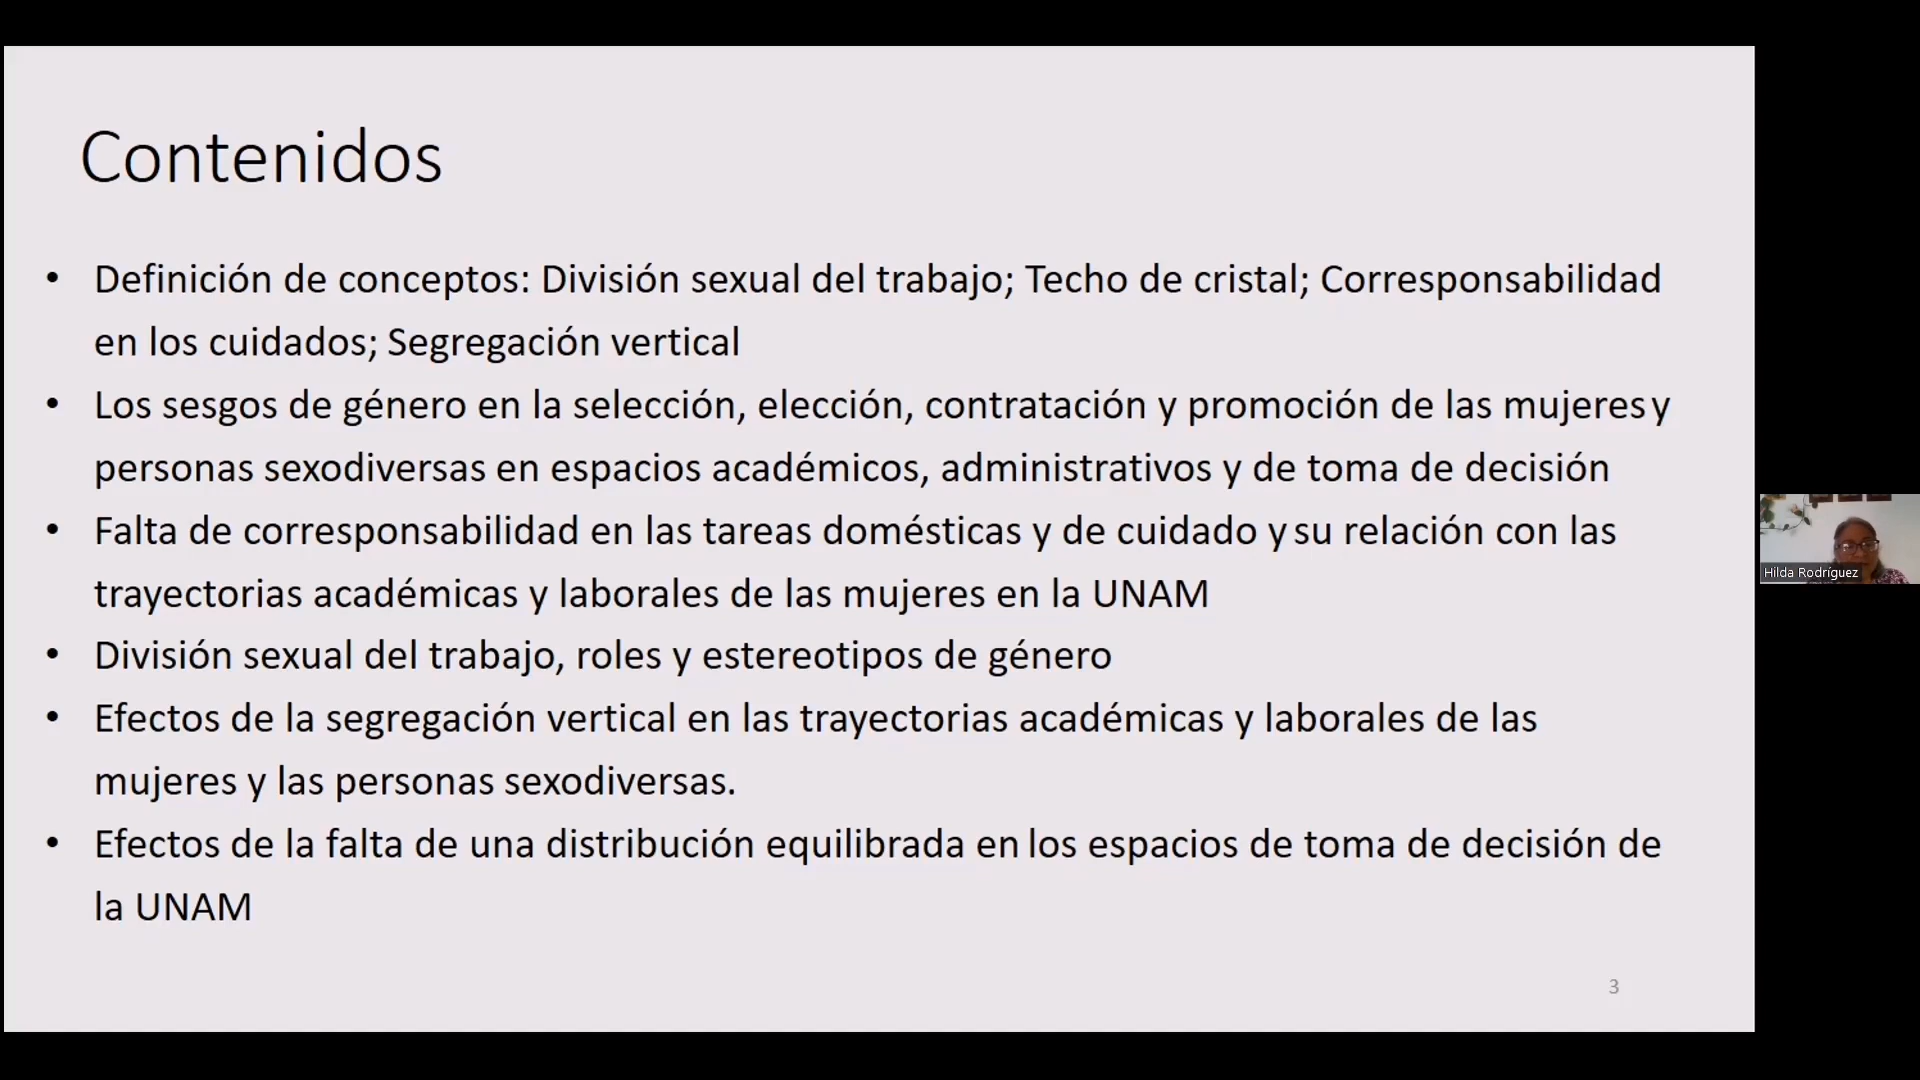 Contenidos
• Definición de conceptos: División sexual del trabajo; Techo de cristal; Corresponsabilidad
en los cuidados; Segregación vertical
• Los sesgos de género en la selección, elección, contratación y promoción de las mujeres y
personas sexodiversas en espacios académicos, administrativos y de toma de decisión
• Falta de corresponsabilidad en las tareas domésticas y de cuidado y su relación con las
trayectorias académicas y laborales de las mujeres en la UNAM
• División sexual del trabajo, roles y estereotipos de género
• Efectos de la segregación vertical en las trayectorias académicas y laborales de las
mujeres y las personas sexodiversas.
• Efectos de la falta de una distribución equilibrada en los espacios de toma de decisión de
la UNAM
3
Hilda Rodríguez